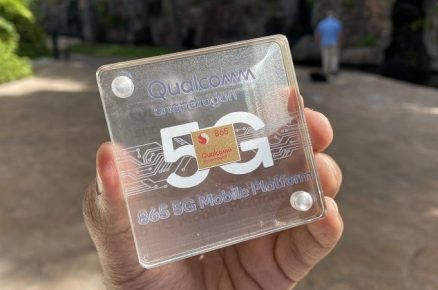 Qualcomm
snapdragon
5G
865
Qualcomm
snapdragon
865 5G Mobile Platform